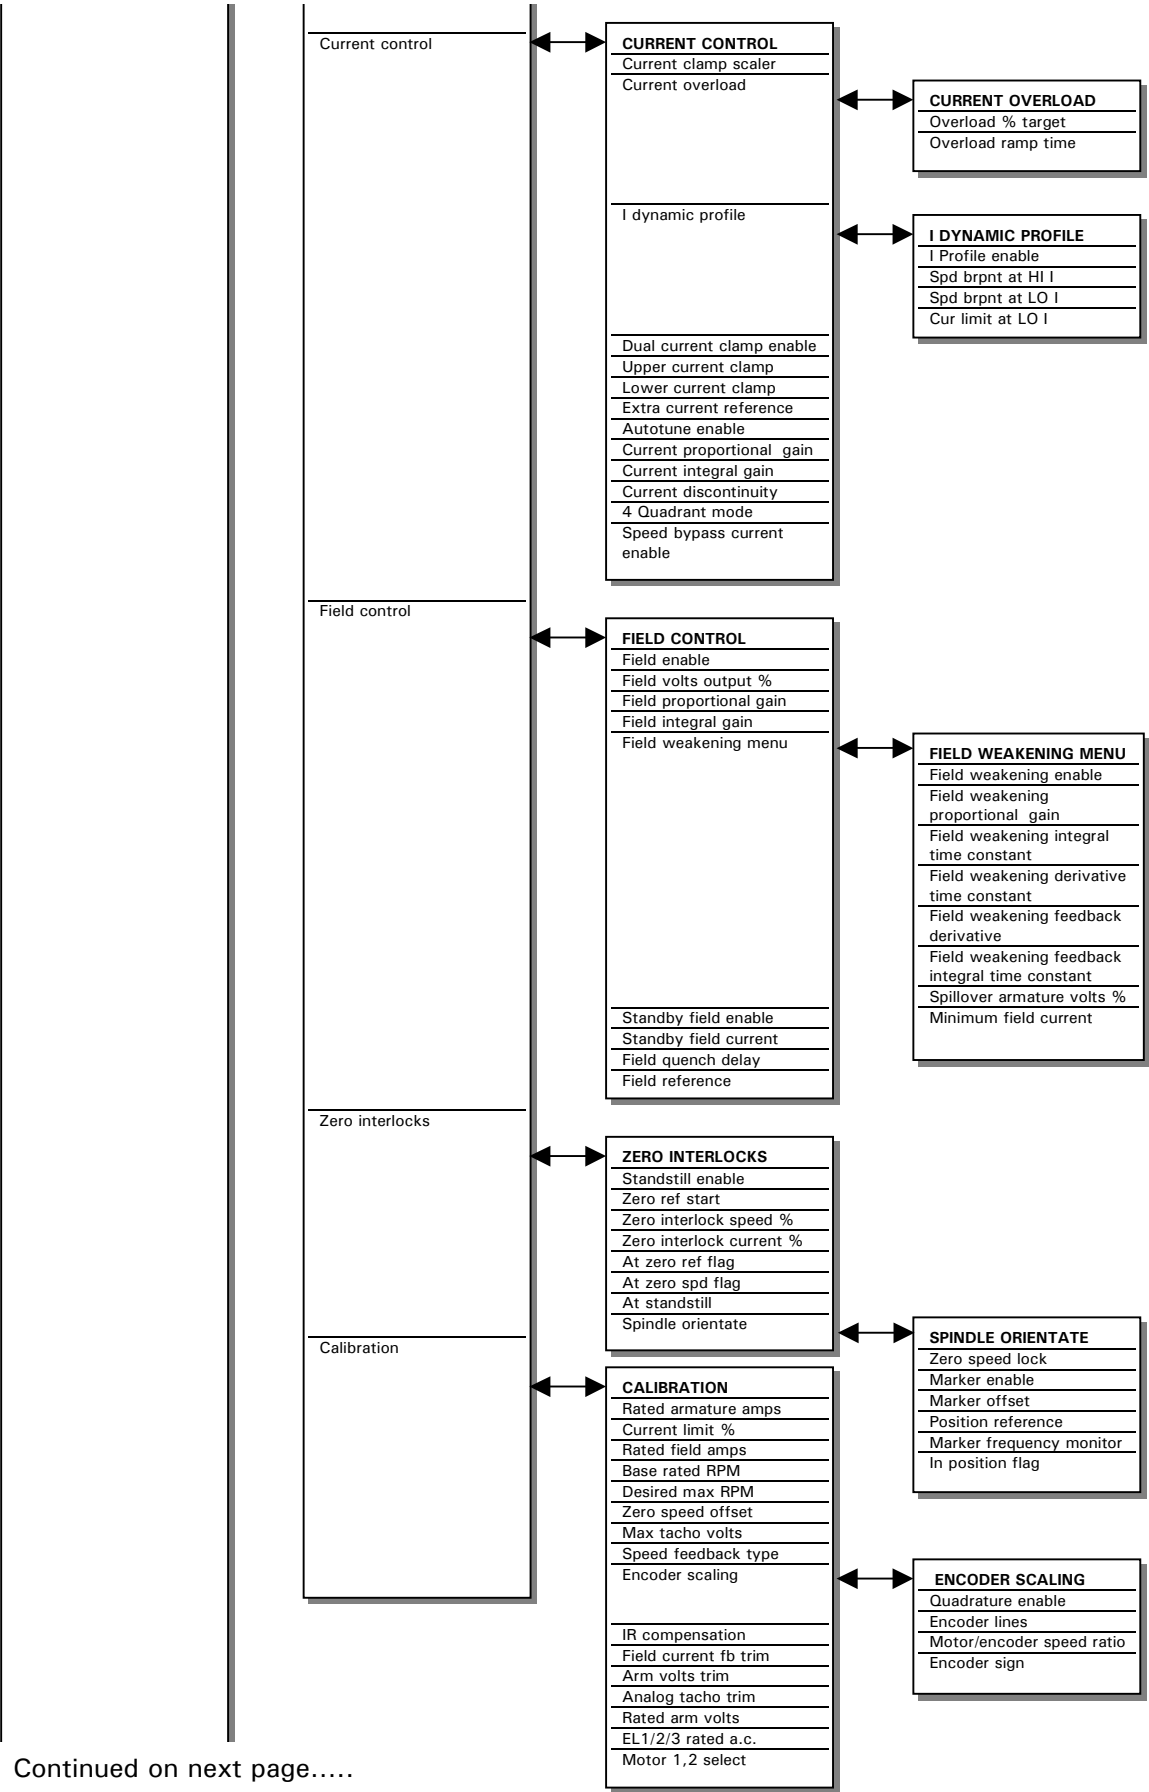 Current control
CURRENT CONTROL
Current clamp scaler
Current overload
CURRENT OVERLOAD
Overload % target
Overload ramp time
I dynamic profile
I DYNAMIC PROFILE
I Profile enable
Spd brpnt at HI I
Spd brpnt at LO I
Cur limit at LO I
Dual current clamp enable
Upper current clamp
Lower current clamp
Extra current reference
Autotune enable
Current proportional  gain
Current integral gain
Current discontinuity
4 Quadrant mode
Speed bypass current
enable
Field control
FIELD CONTROL
Field enable
Field volts output %
Field proportional gain
Field integral gain
Field weakening menu
FIELD WEAKENING MENU
Field weakening enable
Field weakening
proportional  gain
Field weakening integral
time constant
Field weakening derivative
time constant
Field weakening feedback
derivative
Field weakening feedback
integral time constant
Spillover armature volts %
Minimum field current
Standby field enable
Standby field current
Field quench delay
Field reference
Zero interlocks
ZERO INTERLOCKS
Standstill enable
Zero ref start
Zero interlock speed %
Zero interlock current %
At zero ref flag
At zero spd flag
At standstill
Spindle orientate
SPINDLE ORIENTATE
Zero speed lock
Marker enable
Marker offset
Position reference
Marker frequency monitor
In position flag
Calibration
CALIBRATION
Rated armature amps
Current limit %
Rated field amps
Base rated RPM
Desired max RPM
Zero speed offset
Max tacho volts
Speed feedback type
Encoder scaling
ENCODER SCALING
Quadrature enable
Encoder lines
Motor/encoder speed ratio
Encoder sign
IR compensation
Field current fb trim
Arm volts trim
Analog tacho trim
Rated arm volts
EL1/2/3 rated a.c.
Motor 1,2 select
Continued on next page.....